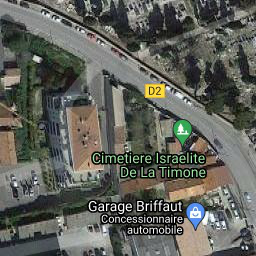 D2
Cimetiere Israelite
De La Timone
Garage Briffaut
Concessionnaire
automobile